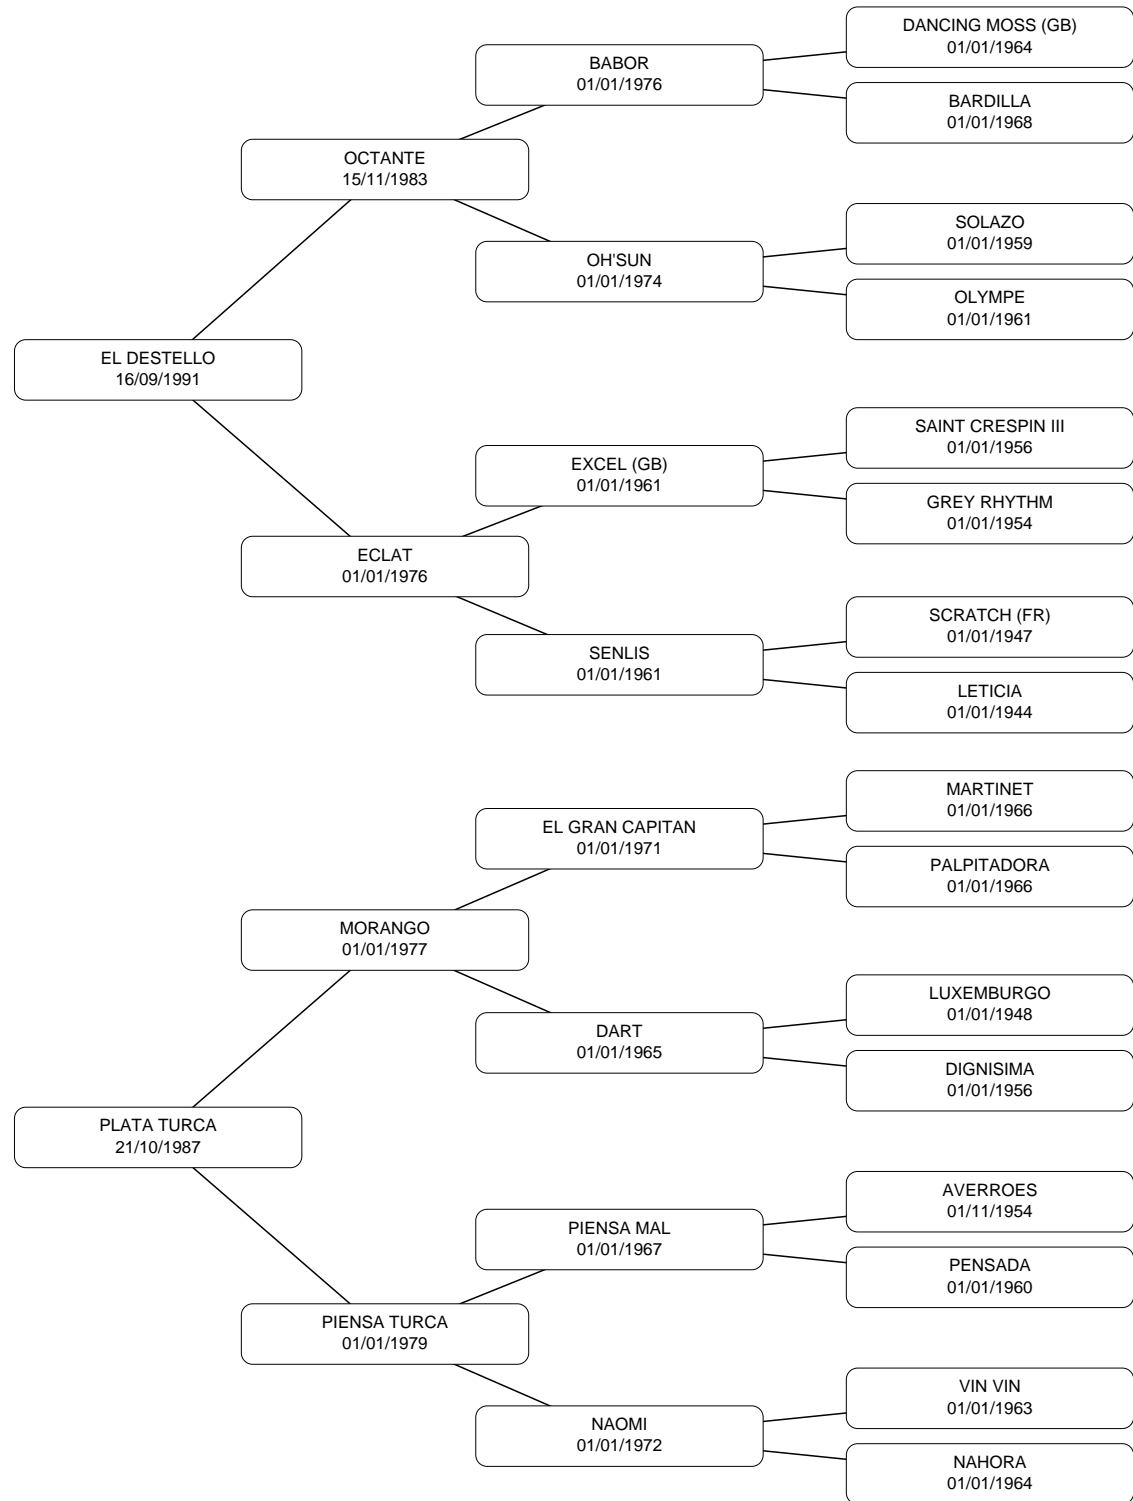 DANCING MOSS (GB)
01/01/1964
BABOR
01/01/1976
BARDILLA
01/01/1968
OCTANTE
15/11/1983
SOLAZO
01/01/1959
OH'SUN
01/01/1974
OLYMPE
01/01/1961
EL DESTELLO
16/09/1991
SAINT CRESPIN III
01/01/1956
EXCEL (GB)
01/01/1961
GREY RHYTHM
01/01/1954
ECLAT
01/01/1976
SCRATCH (FR)
01/01/1947
SENLIS
01/01/1961
LETICIA
01/01/1944
MARTINET
01/01/1966
EL GRAN CAPITAN
01/01/1971
PALPITADORA
01/01/1966
MORANGO
01/01/1977
LUXEMBURGO
01/01/1948
DART
01/01/1965
DIGNISIMA
01/01/1956
PLATA TURCA
21/10/1987
AVERROES
01/11/1954
PIENSA MAL
01/01/1967
PENSADA
01/01/1960
PIENSA TURCA
01/01/1979
VIN VIN
01/01/1963
NAOMI
01/01/1972
NAHORA
01/01/1964